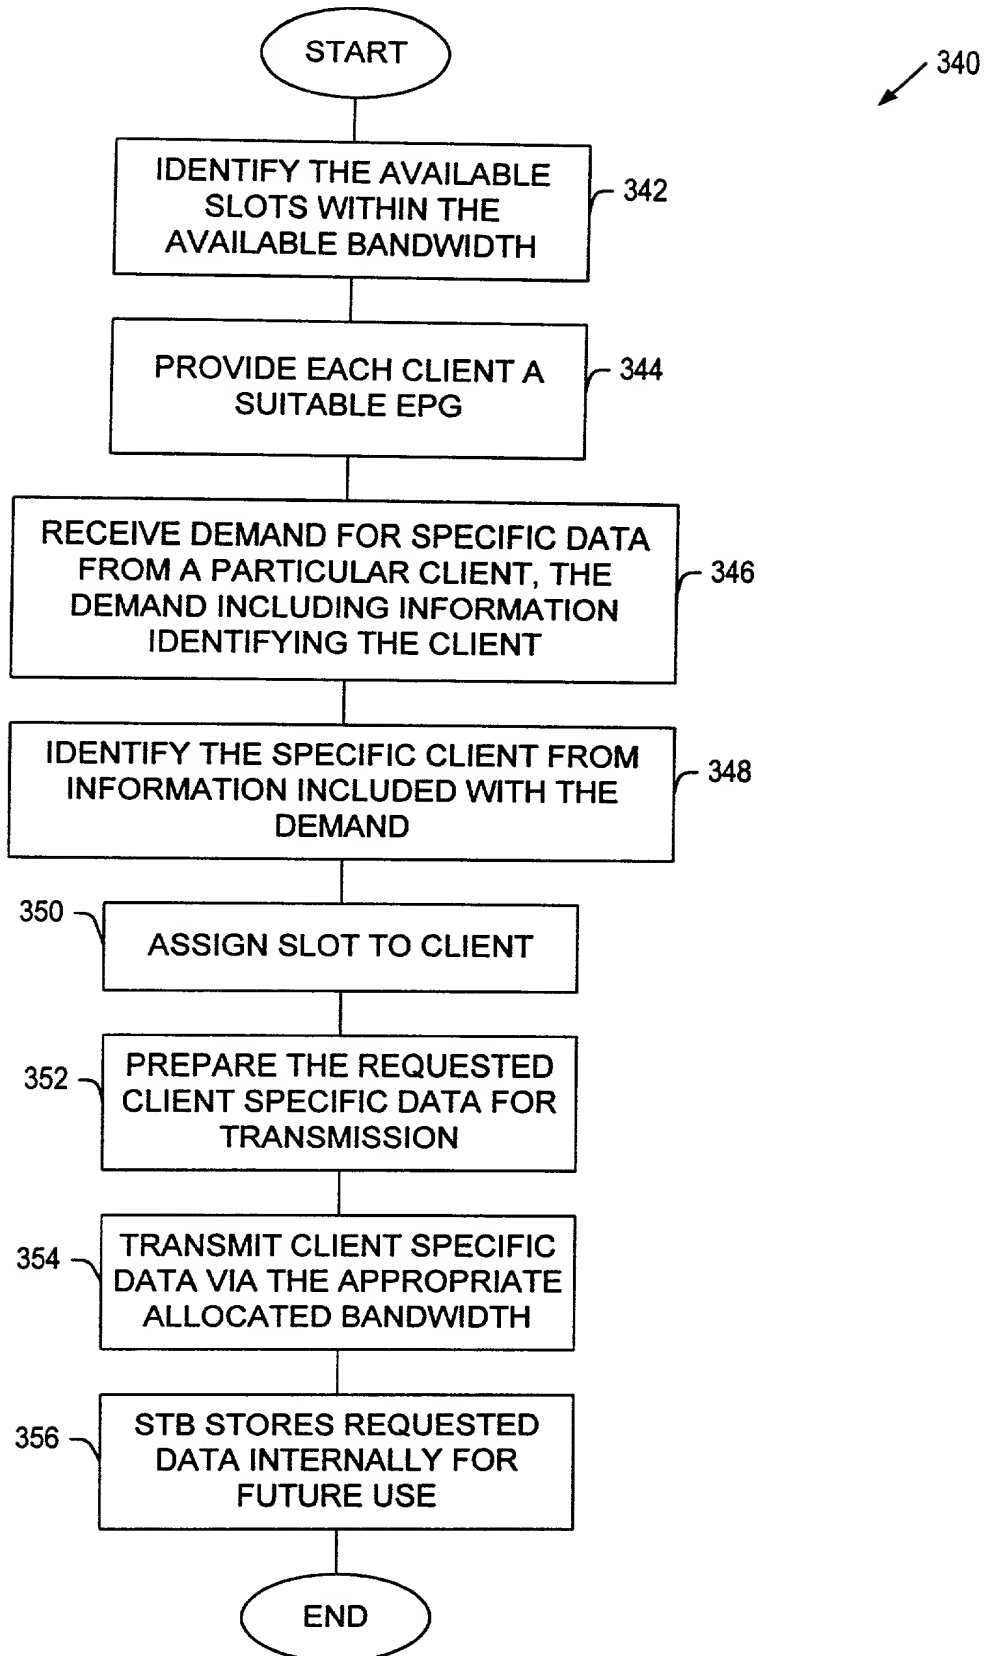 START
340
IDENTIFY THE AVAILABLE
SLOTS WITHIN THE
AVAILABLE BANDWIDTH
342
PROVIDE EACH CLIENT A
SUITABLE EPG
344
RECEIVE DEMAND FOR SPECIFIC DATA
FROM A PARTICULAR CLIENT, THE
DEMAND INCLUDING INFORMATION
IDENTIFYING THE CLIENT
346
IDENTIFY THE SPECIFIC CLIENT FROM
INFORMATION INCLUDED WITH THE
DEMAND
348
350
ASSIGN SLOT TO CLIENT
352
PREPARE THE REQUESTED
CLIENT SPECIFIC DATA FOR
TRANSMISSION
354
TRANSMIT CLIENT SPECIFIC
DATA VIA THE APPROPRIATE
ALLOCATED BANDWIDTH
356
STB STORES REQUESTED
DATA INTERNALLY FOR
FUTURE USE
END